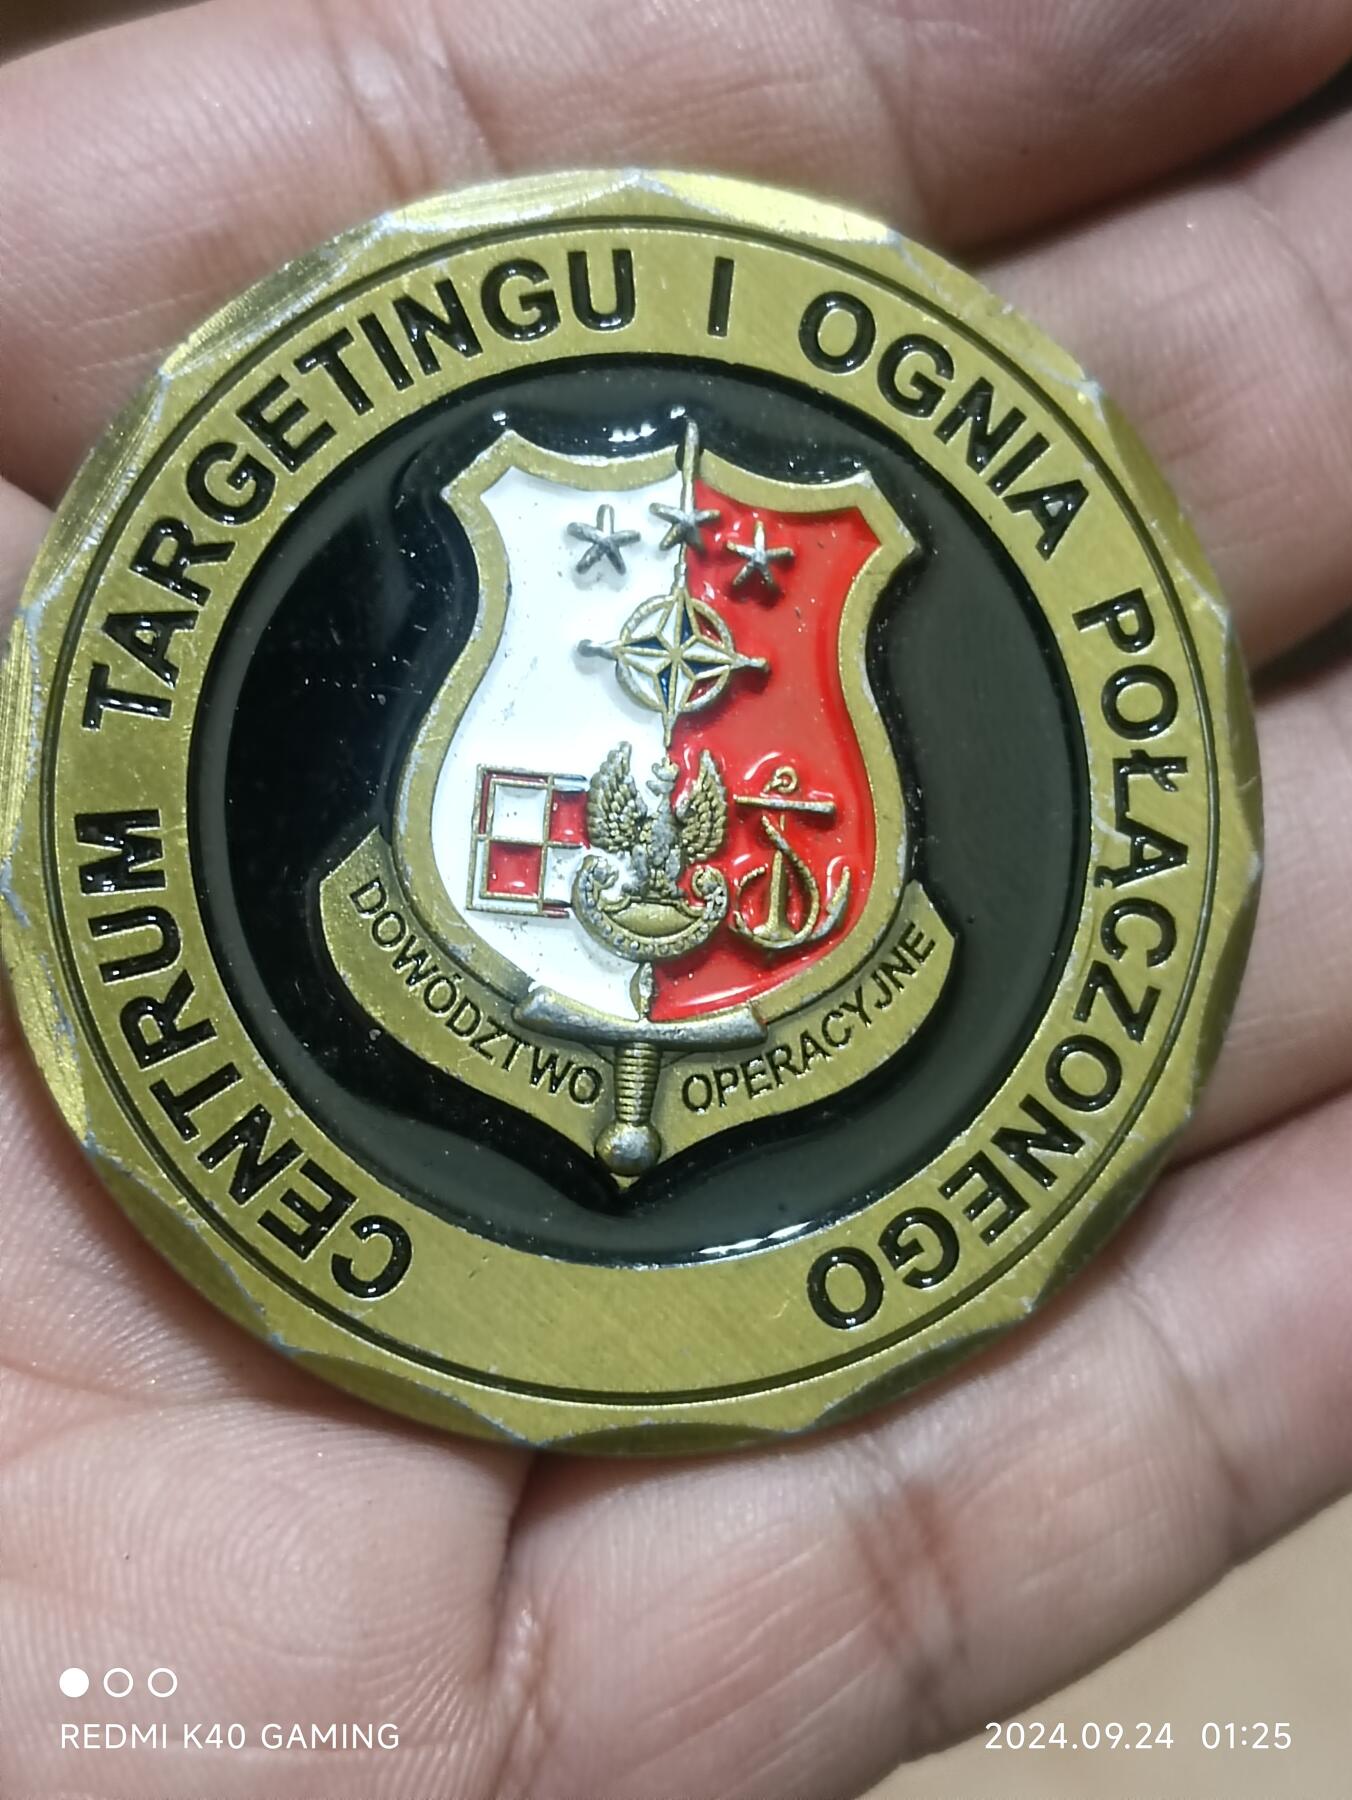 CENTRUM TARGETINGU I OGNIA POŁĄCZONEGO
DOWÓDZTWO OPERACYJNE
REDMI K40 GAMING
2024.09.24 01:25